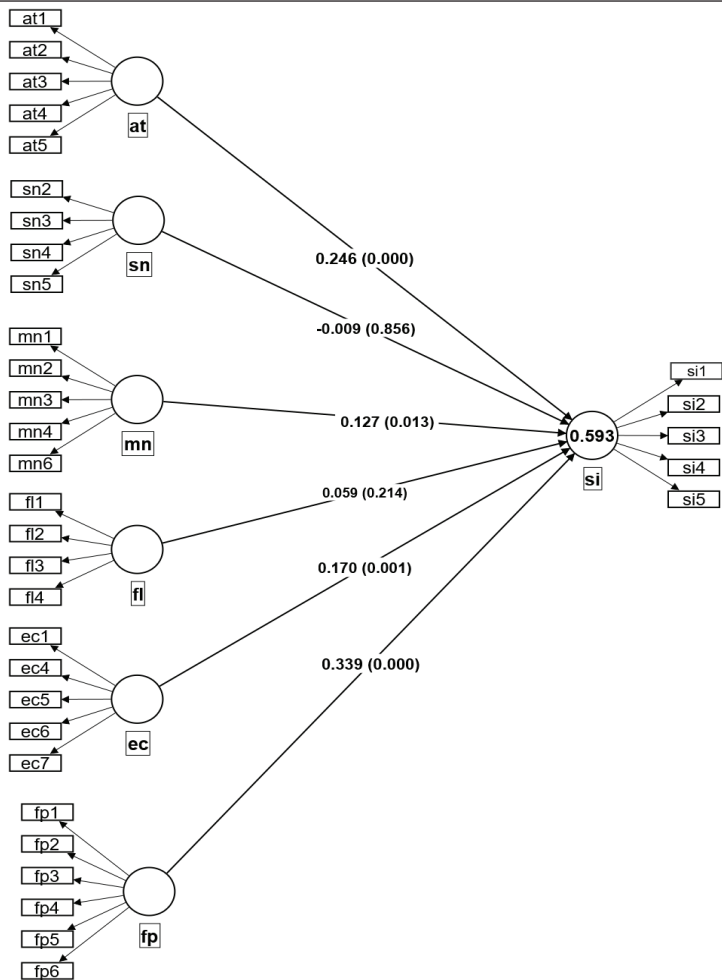 at1
at2
at3
at4
at5
at
sn2
sn3
sn4
sn5
sn
mn1
mn2
mn3
mn4
mn6
mn
fl1
fl2
fl3
fl4
fl
ec1
ec4
ec5
ec6
ec7
ec
fp1
fp2
fp3
fp4
fp5
fp6
fp
0.246 (0.000)
-0.009 (0.856)
0.127 (0.013)
0.059 (0.214)
0.170 (0.001)
0.339 (0.000)
0.593
si
si1
si2
si3
si4
si5